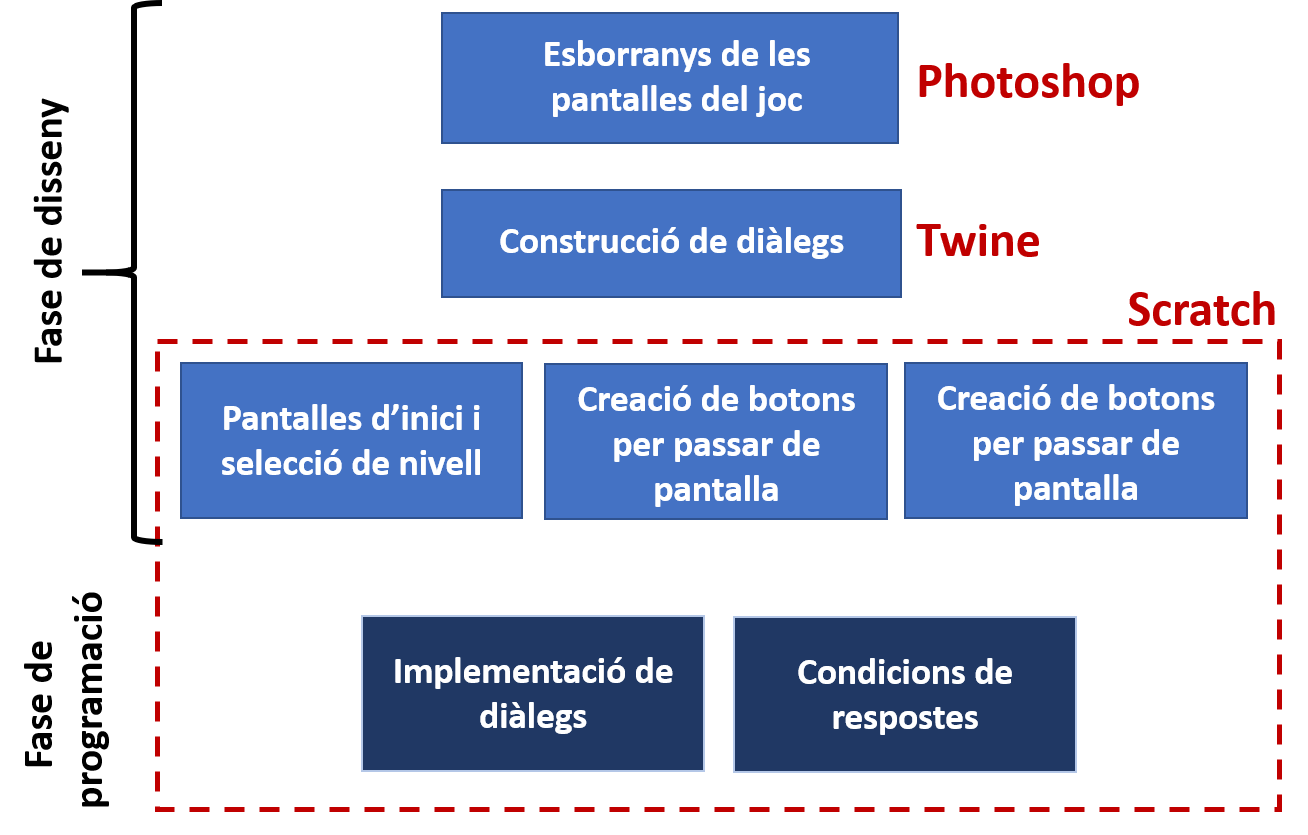 Fase de disseny
Esborranys de les
pantalles del joc
Photoshop
Construcció de diàlegs
Twine
Scratch
Pantalles d’inici i
selecció de nivell
Creació de botons
per passar de
pantalla
Creació de botons
per passar de
pantalla
Fase de
programació
Implementació de
diàlegs
Condicions de
respostes